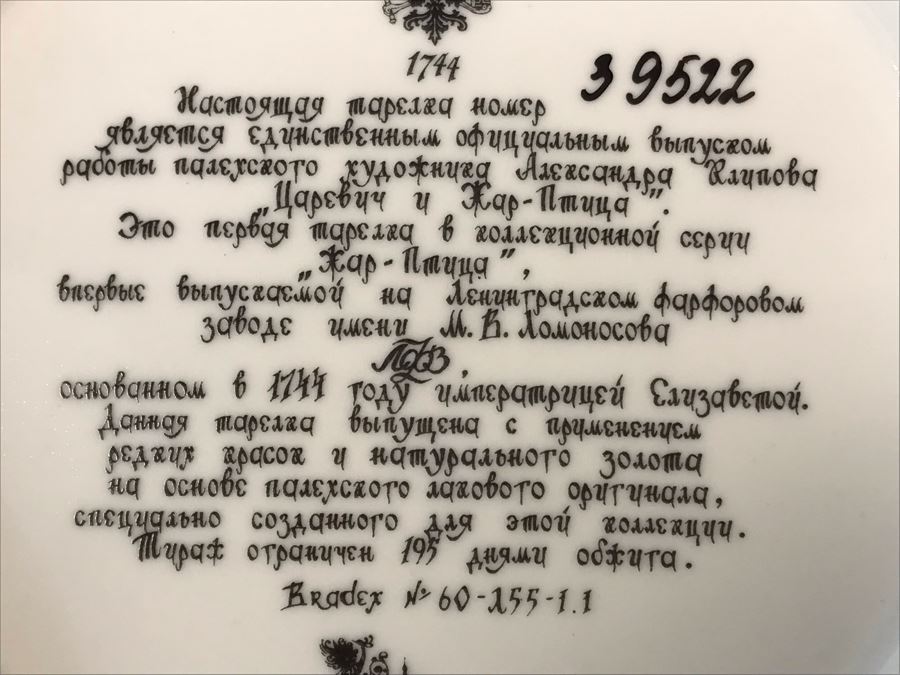 1744
Настоящая тарелка номер 39522
является единственным официальным выпуском
работы палехского художника Александра Клипова
„Царевич и Жар-Птица".
Это первая тарелка в коллекционной серии
„Жар-Птица",
впервые выпускаемой на Ленинградском фарфоровом
заводе имени М. В. Ломоносова
ЛФЗ,
основанном в 1744 году императрицей Елизаветой.
Данная тарелка выпущена с применением
редких красок и натурального золота
на основе палехского лакового оригинала,
специально созданного для этой коллекции.
Тираж ограничен 195 днями обжига.
Bradex № 60-Л55-1.1